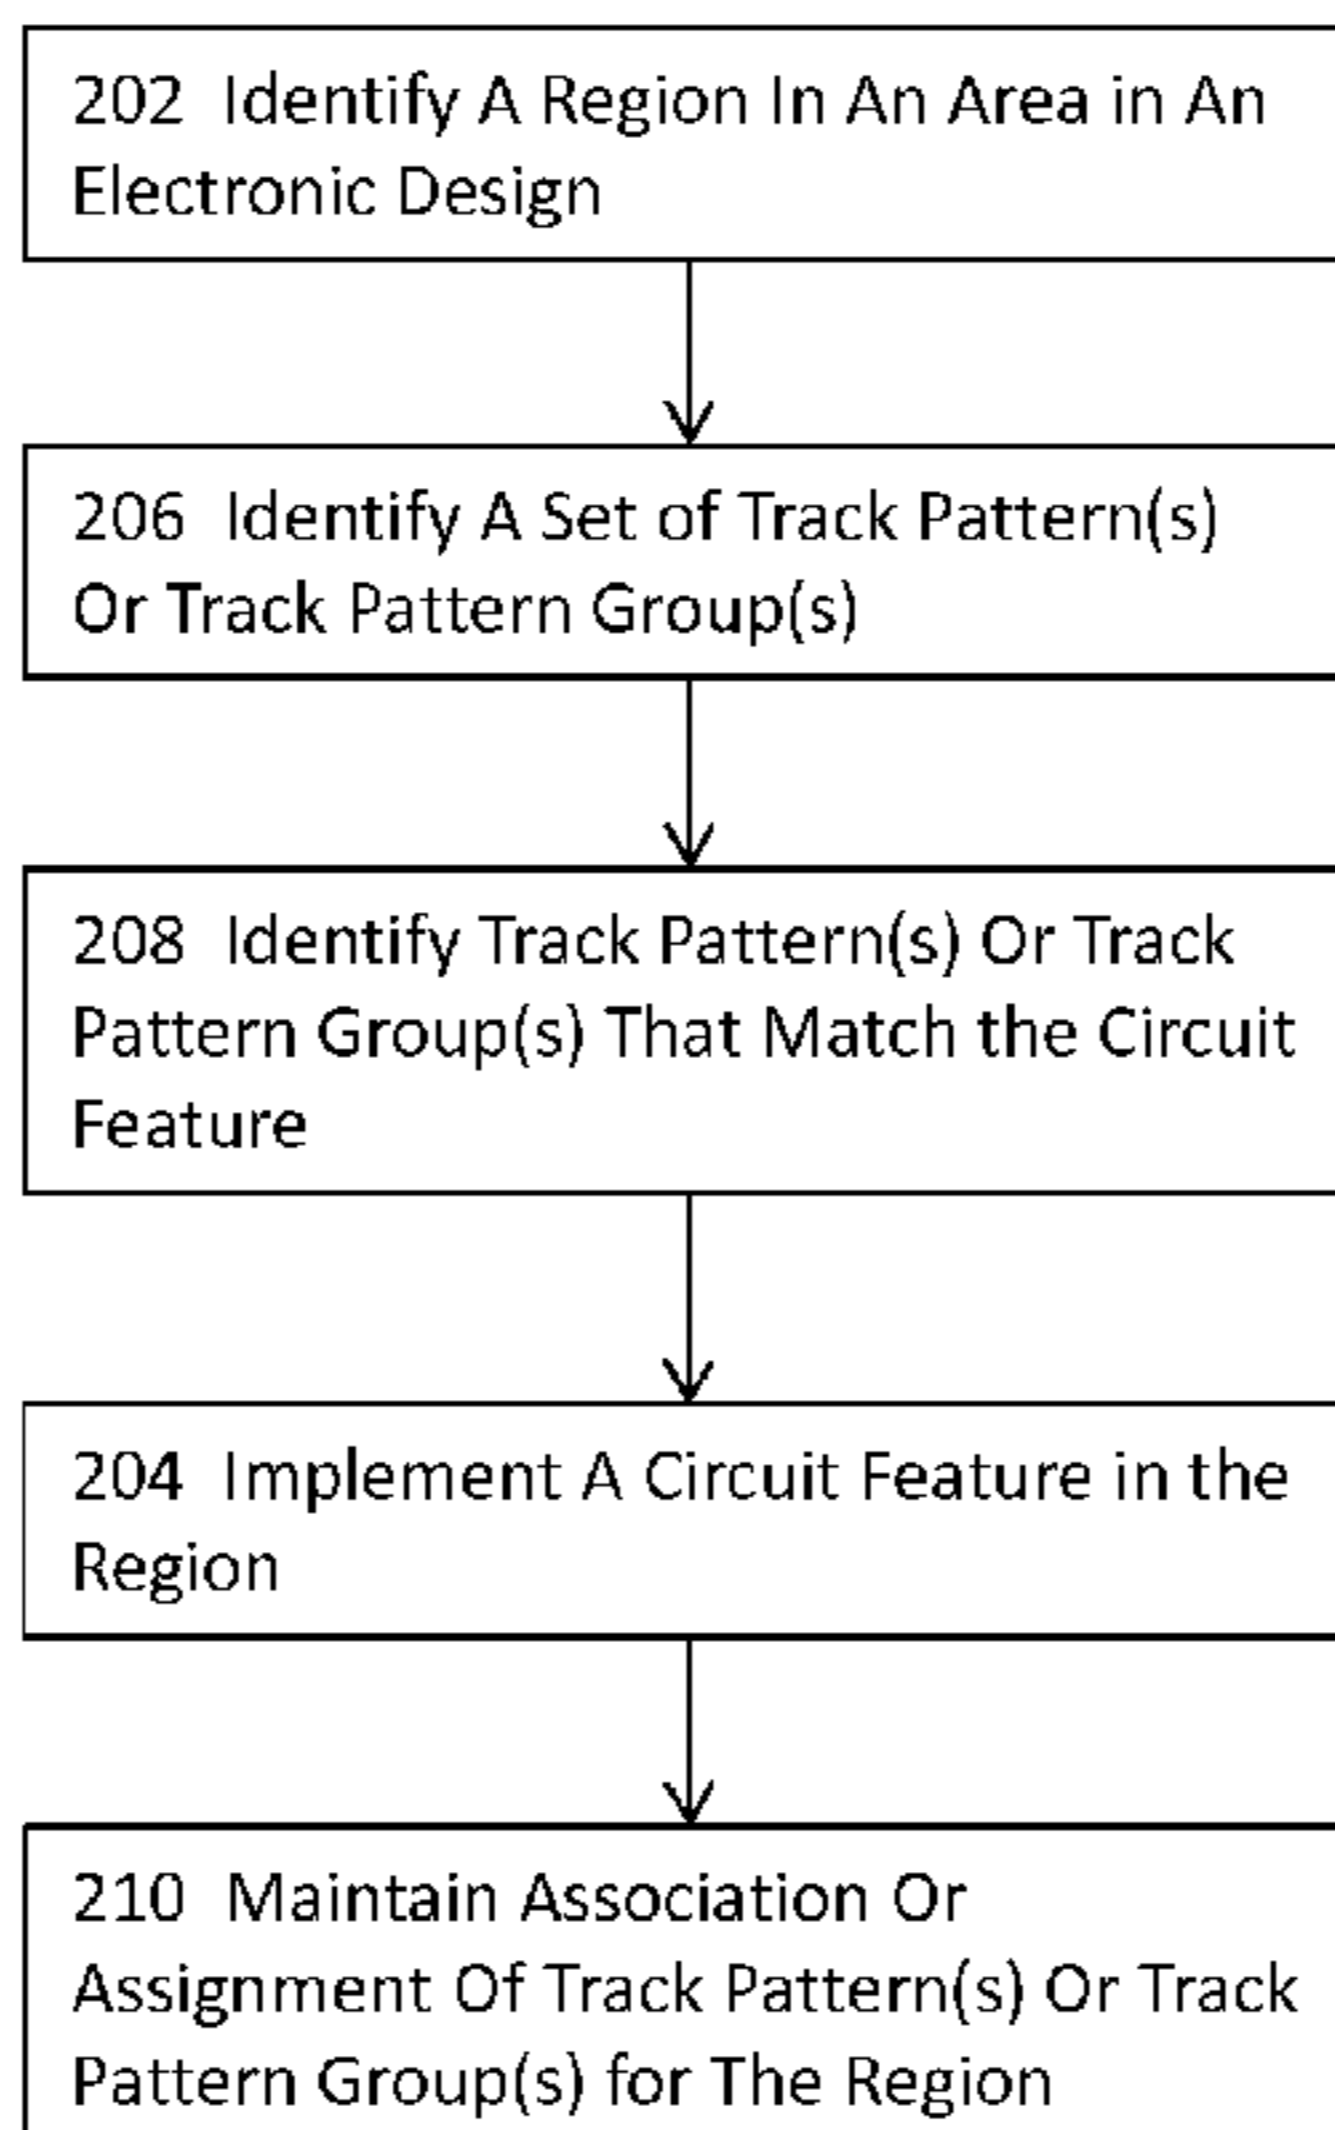 202 Identify A Region In An Area in An
Electronic Design
206 Identify A Set of Track Pattern(s)
Or Track Pattern Group(s)
208 Identify Track Pattern(s) Or Track
Pattern Group(s) That Match the Circuit
Feature
204 Implement A Circuit Feature in the
Region
210 Maintain Association Or
Assignment Of Track Pattern(s) Or Track
Pattern Group(s) for The Region